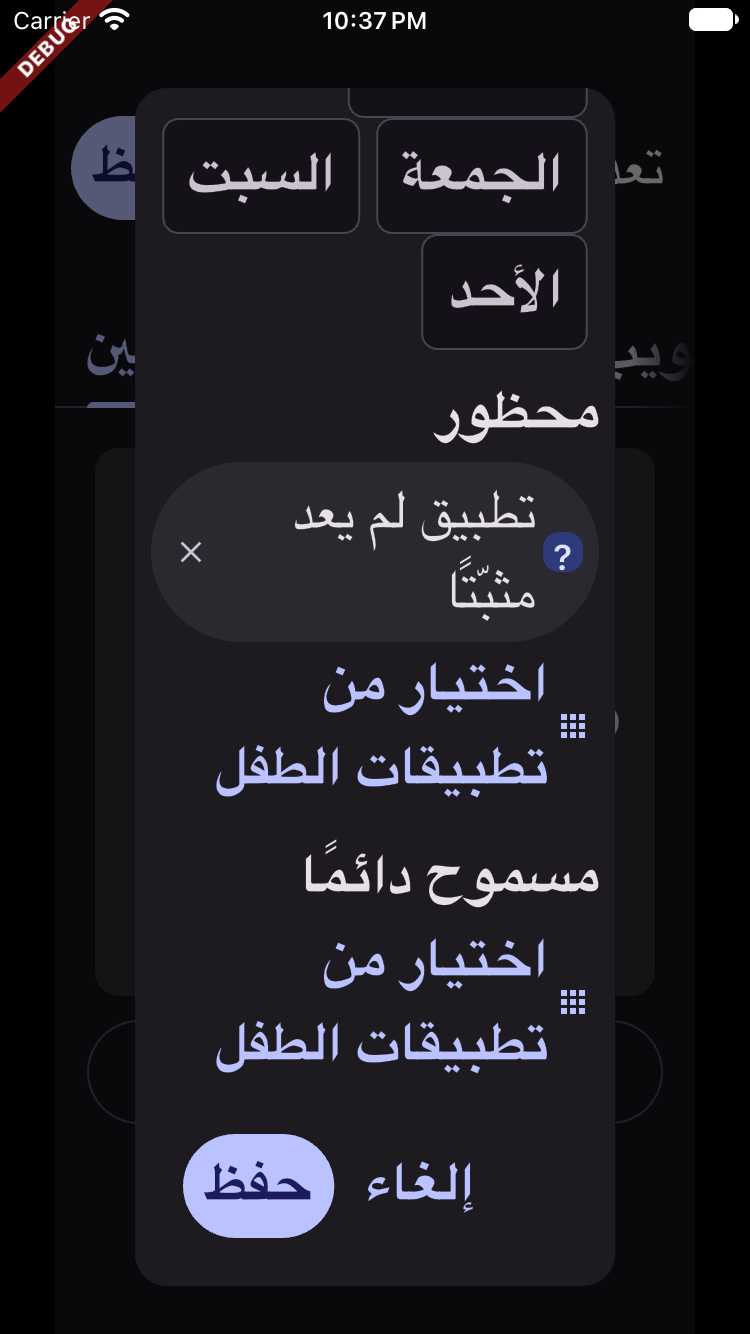 Carrier
10:37 PM
DEBUG
الجمعة
السبت
الأحد
محظور
تطبيق لم يعد
مثبّتًا
?
اختيار من
تطبيقات الطفل
مسموح دائمًا
اختيار من
تطبيقات الطفل
إلغاء
حفظ